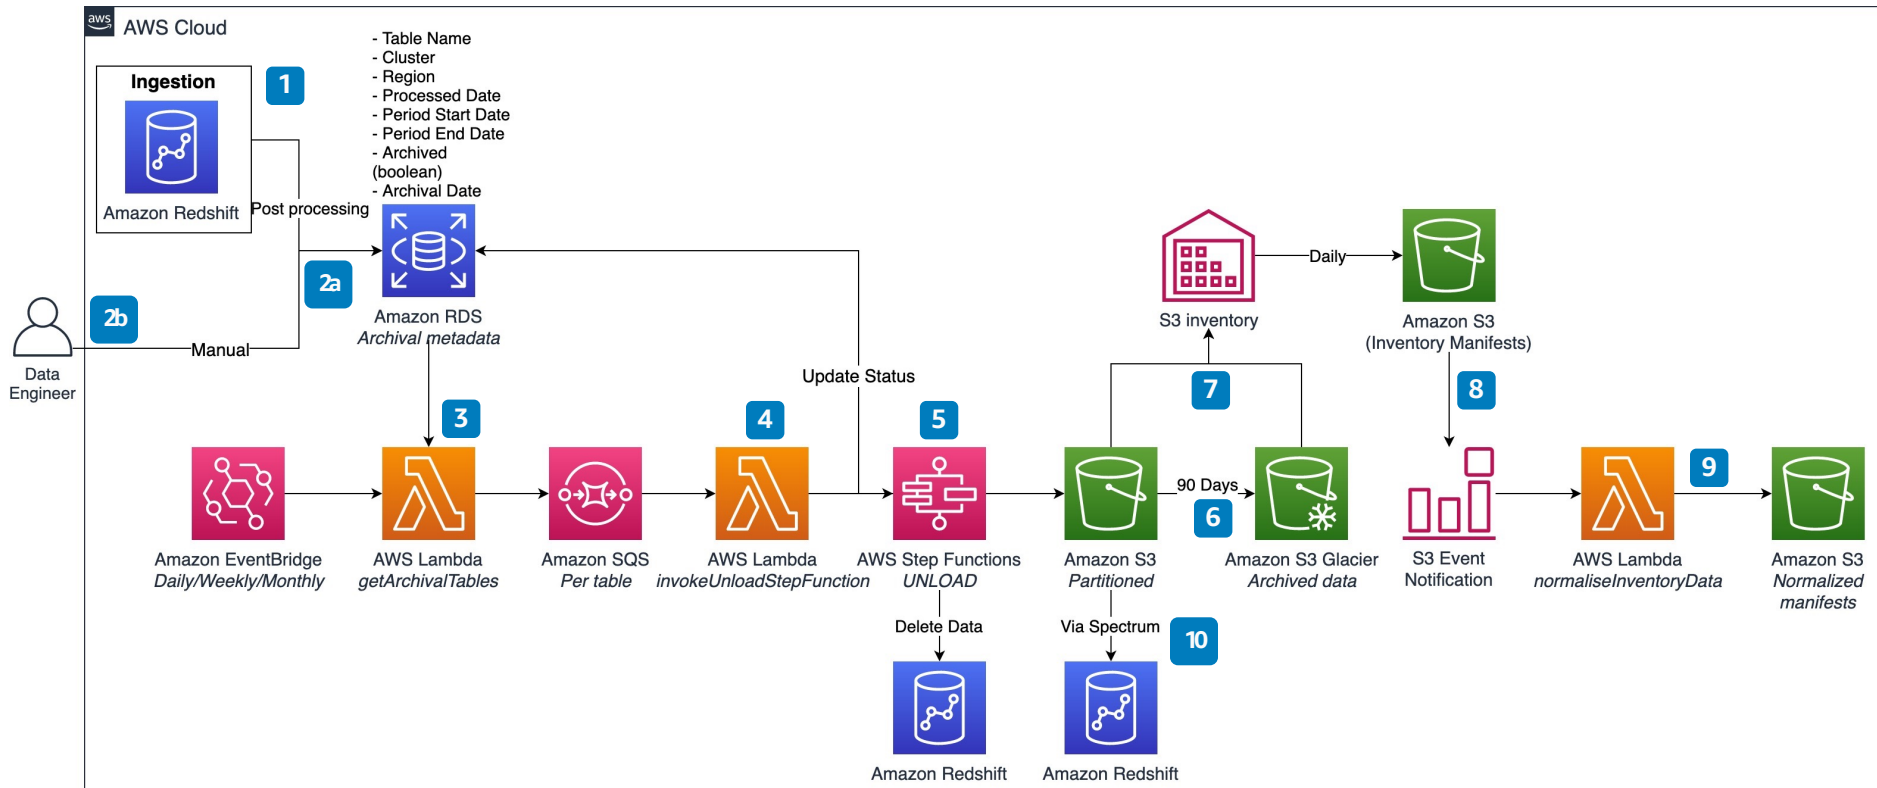 aws
AWS Cloud
Ingestion
Amazon Redshift
1
- Table Name
- Cluster
- Region
- Processed Date
- Period Start Date
- Period End Date
- Archived
(boolean)
- Archival Date
Post processing
2a
Amazon RDS
Archival metadata
2b
Manual
Data
Engineer
S3 inventory
Daily
Amazon S3
(Inventory Manifests)
Update Status
3
4
5
7
8
Amazon EventBridge
Daily/Weekly/Monthly
AWS Lambda
getArchivalTables
Amazon SQS
Per table
AWS Lambda
invokeUnloadStepFunction
AWS Step Functions
UNLOAD
Amazon S3
Partitioned
90 Days
6
Amazon S3 Glacier
Archived data
S3 Event
Notification
AWS Lambda
normaliseInventoryData
9
Amazon S3
Normalized
manifests
Delete Data
Amazon Redshift
Via Spectrum
10
Amazon Redshift